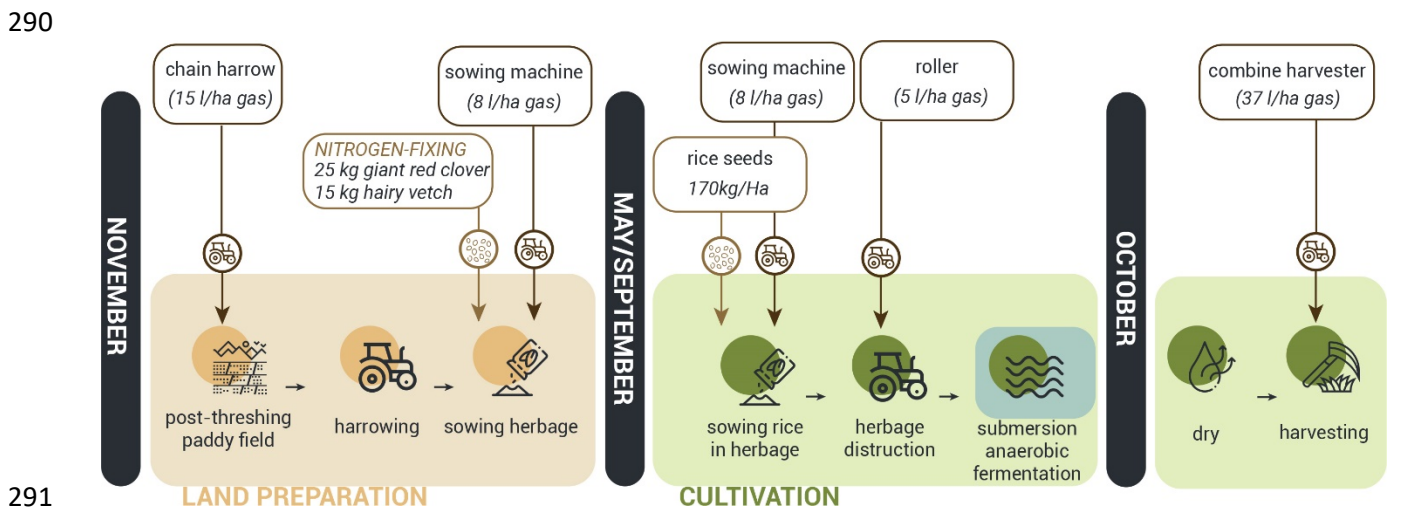 290
chain harrow
(15 l/ha gas)
sowing machine
(8 l/ha gas)
NITROGEN-FIXING
25 kg giant red clover
15 kg hairy vetch
sowing machine
(8 l/ha gas)
rice seeds
170kg/Ha
roller
(5 l/ha gas)
combine harvester
(37 l/ha gas)
NOVEMBER
post-threshing
paddy field
harrowing
sowing herbage
MAY/SEPTEMBER
sowing rice
in herbage
herbage
distruction
submersion
anaerobic
fermentation
OCTOBER
dry
harvesting
291
LAND PREPARATION
CULTIVATION